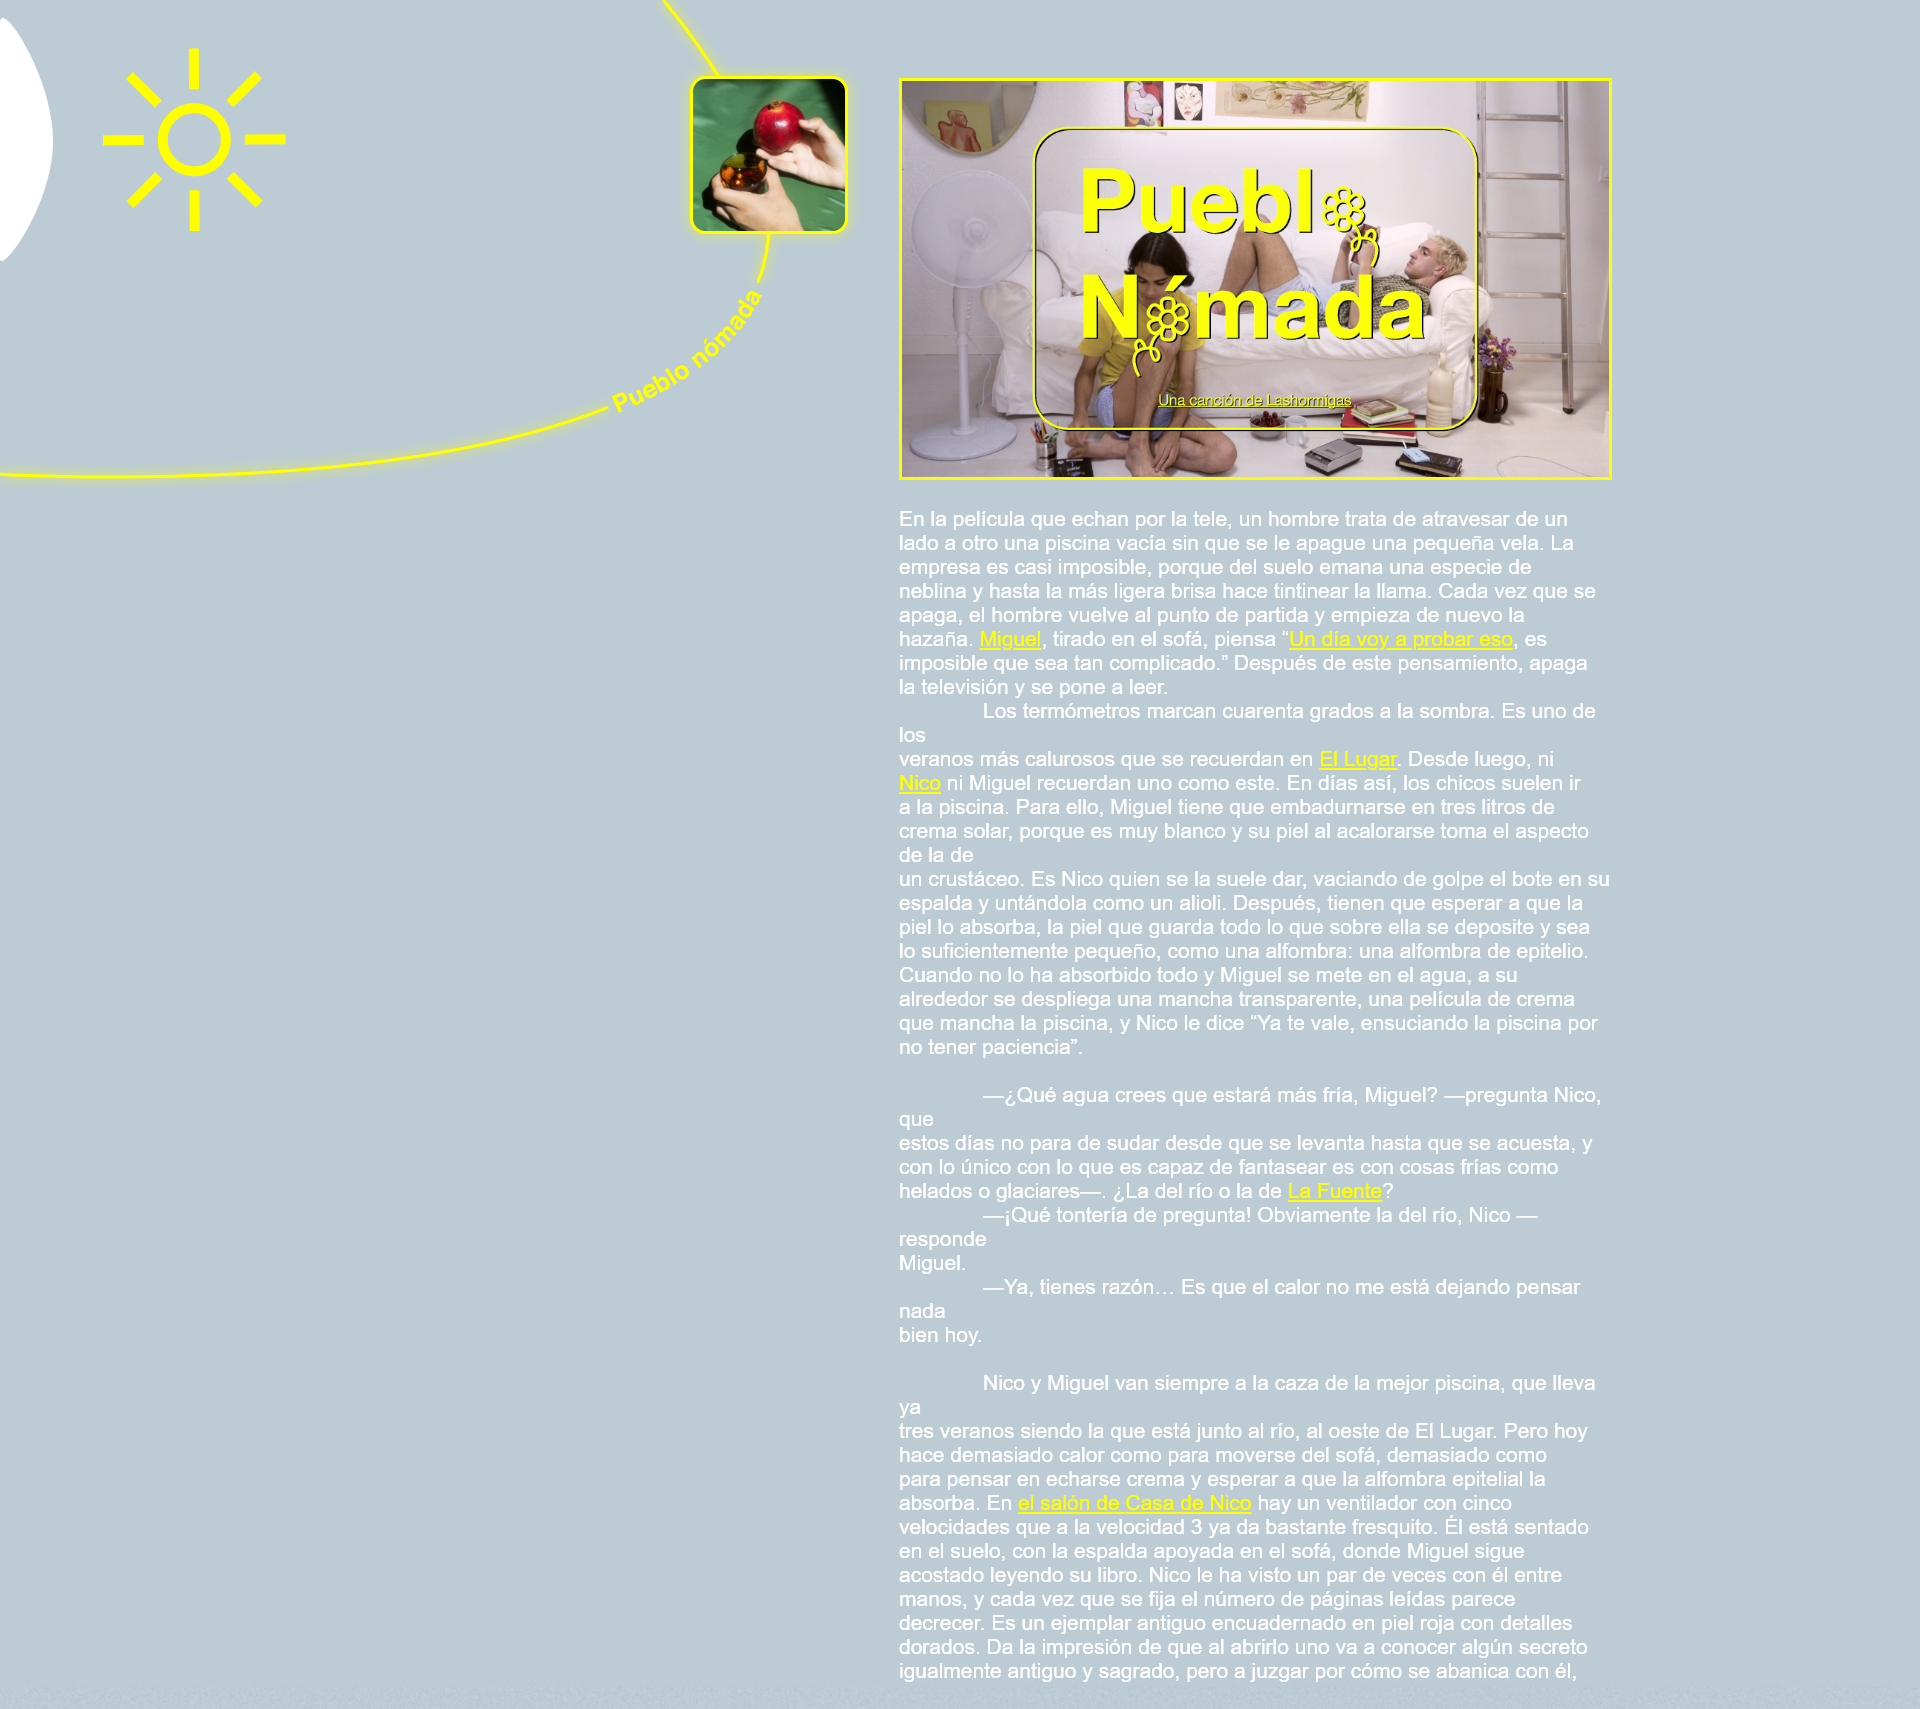 Pueblo nómada
Pueblo
Nómada
Una canción de Lashormigas
En la película que echan por la tele, un hombre trata de atravesar de un
lado a otro una piscina vacía sin que se le apague una pequeña vela. La
empresa es casi imposible, porque del suelo emana una especie de
neblina y hasta la más ligera brisa hace tintinear la llama. Cada vez que se
apaga, el hombre vuelve al punto de partida y empieza de nuevo la
hazaña. Miguel, tirado en el sofá, piensa “Un día voy a probar eso, es
imposible que sea tan complicado.” Después de este pensamiento, apaga
la televisión y se pone a leer.
Los termómetros marcan cuarenta grados a la sombra. Es uno de
los
veranos más calurosos que se recuerdan en El Lugar. Desde luego, ni
Nico ni Miguel recuerdan uno como este. En días así, los chicos suelen ir
a la piscina. Para ello, Miguel tiene que embadurnarse en tres litros de
crema solar, porque es muy blanco y su piel al acalorarse toma el aspecto
de la de
un crustáceo. Es Nico quien se la suele dar, vaciando de golpe el bote en su
espalda y untándola como un alioli. Después, tienen que esperar a que la
piel lo absorba, la piel que guarda todo lo que sobre ella se deposite y sea
lo suficientemente pequeño, como una alfombra: una alfombra de epitelio.
Cuando no lo ha absorbido todo y Miguel se mete en el agua, a su
alrededor se despliega una mancha transparente, una película de crema
que mancha la piscina, y Nico le dice “Ya te vale, ensuciando la piscina por
no tener paciencia”.
—¿Qué agua crees que estará más fría, Miguel? —pregunta Nico,
que
estos días no para de sudar desde que se levanta hasta que se acuesta, y
con lo único con lo que es capaz de fantasear es con cosas frías como
helados o glaciares—. ¿La del río o la de La Fuente?
—¡Qué tontería de pregunta! Obviamente la del río, Nico —
responde
Miguel.
—Ya, tienes razón… Es que el calor no me está dejando pensar
nada
bien hoy.
Nico y Miguel van siempre a la caza de la mejor piscina, que lleva
ya
tres veranos siendo la que está junto al río, al oeste de El Lugar. Pero hoy
hace demasiado calor como para moverse del sofá, demasiado como
para pensar en echarse crema y esperar a que la alfombra epitelial la
absorba. En el salón de Casa de Nico hay un ventilador con cinco
velocidades que a la velocidad 3 ya da bastante fresquito. Él está sentado
en el suelo, con la espalda apoyada en el sofá, donde Miguel sigue
acostado leyendo su libro. Nico le ha visto un par de veces con él entre
manos, y cada vez que se fija el número de páginas leídas parece
decrecer. Es un ejemplar antiguo encuadernado en piel roja con detalles
dorados. Da la impresión de que al abrirlo uno va a conocer algún secreto
igualmente antiguo y sagrado, pero a juzgar por cómo se abanica con él,